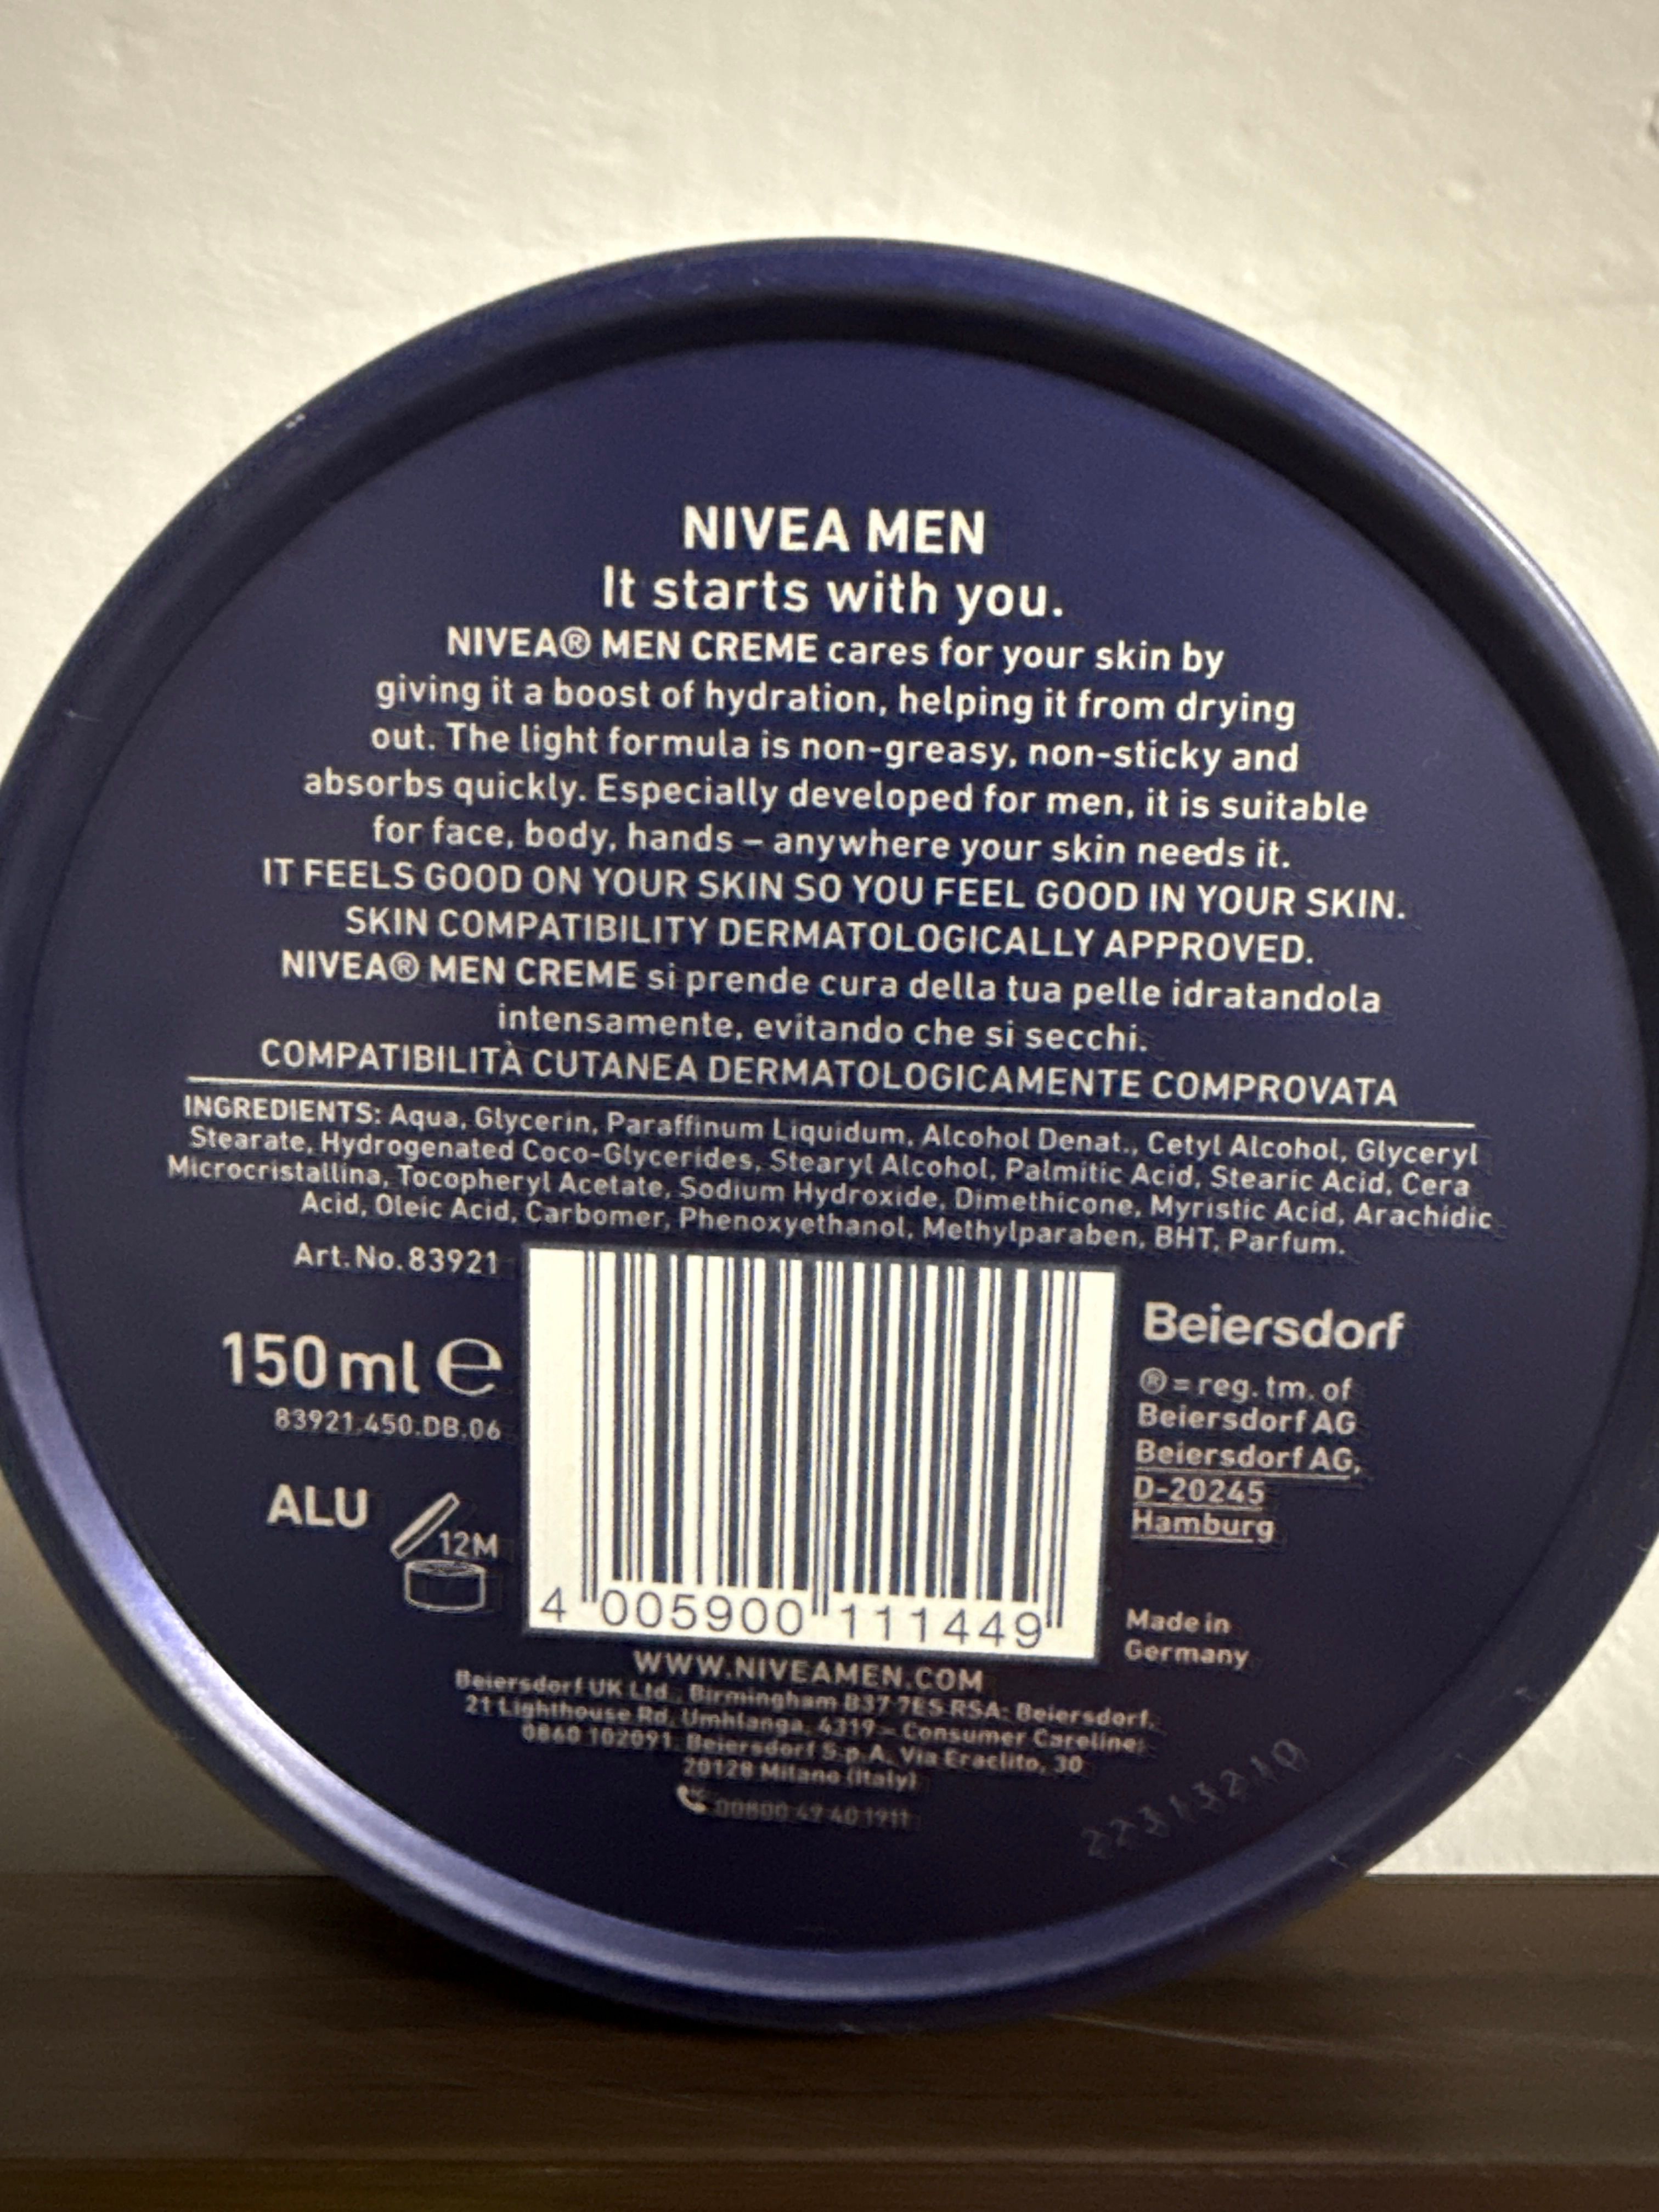 NIVEA MEN
It starts with you.
NIVEA® MEN CREME cares for your skin by
giving it a boost of hydration, helping it from drying
out. The light formula is non-greasy, non-sticky and
absorbs quickly. Especially developed for men, it is suitable
for face, body, hands – anywhere your skin needs it.
IT FEELS GOOD ON YOUR SKIN SO YOU FEEL GOOD IN YOUR SKIN.
SKIN COMPATIBILITY DERMATOLOGICALLY APPROVED.
NIVEA® MEN CREME si prende cura della tua pelle idratandola
intensamente, evitando che si secchi.
COMPATIBILITÀ CUTANEA DERMATOLOGICAMENTE COMPROVATA
INGREDIENTS: Aqua, Glycerin, Paraffinum Liquidum, Alcohol Denat., Cetyl Alcohol, Glyceryl
Stearate, Hydrogenated Coco-Glycerides, Stearyl Alcohol, Palmitic Acid, Stearic Acid, Cera
Microcristallina, Tocopheryl Acetate, Sodium Hydroxide, Dimethicone, Myristic Acid, Arachidic
Acid, Oleic Acid, Carbomer, Phenoxyethanol, Methylparaben, BHT, Parfum.
Art.No.83921
150 ml e
83921.450.DB.06
ALU
12M
4 005900 111449
Beiersdorf
® = reg. tm. of
Beiersdorf AG
Beiersdorf AG,
D-20245
Hamburg
Made in
Germany
WWW.NIVEAMEN.COM
Beiersdorf UK Ltd., Birmingham B37 7ES RSA: Beiersdorf,
21 Lighthouse Rd, Umhlanga, 4319 – Consumer Careline:
0860 102091, Beiersdorf S.p.A. Via Eraclito, 30
20128 Milano (Italy)
00800 42 40 1911